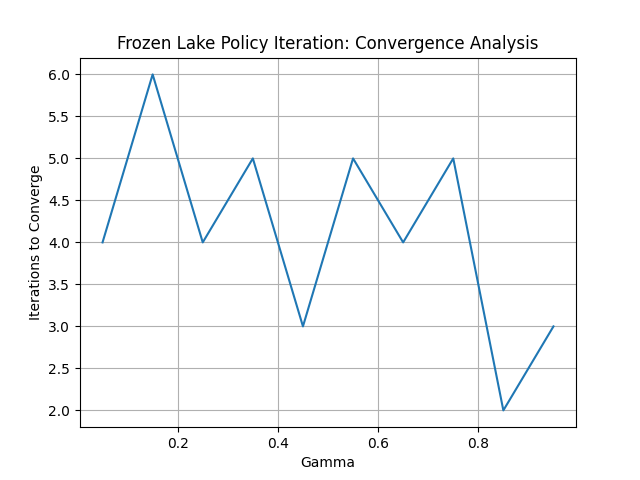 Frozen Lake Policy Iteration: Convergence Analysis
6.0
5.5
5.0
4.5
4.0
3.5
3.0
2.5
2.0
Iterations to Converge
0.2 0.4 0.6 0.8
Gamma